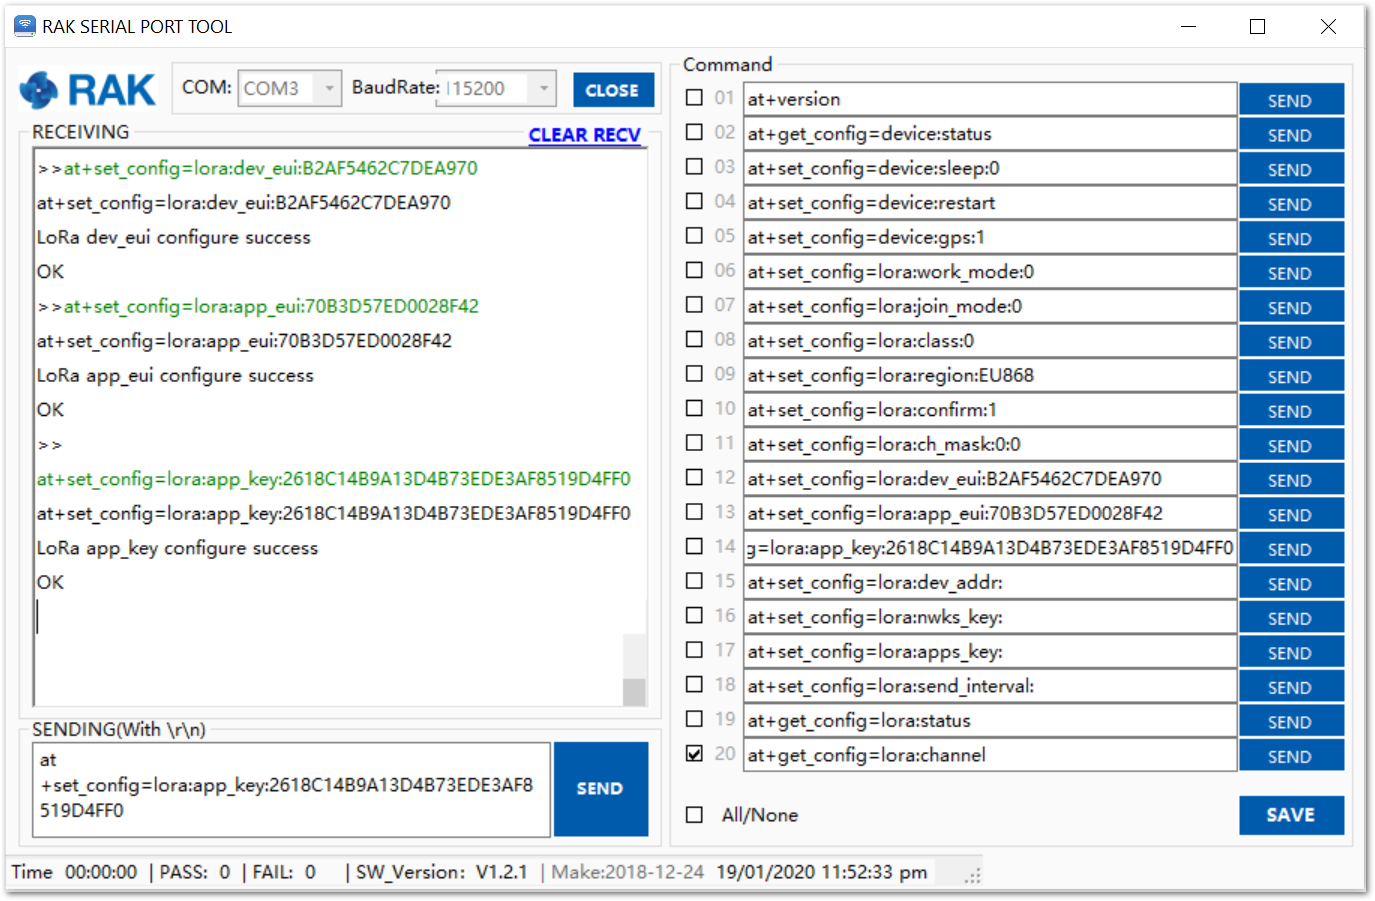 RAK SERIAL PORT TOOL
RAK
COM: COM3 BaudRate: 115200 CLOSE
RECEIVING CLEAR RECV
>>at+set_config=lora:dev_eui:B2AF5462C7DEA970
at+set_config=lora:dev_eui:B2AF5462C7DEA970
LoRa dev_eui configure success
OK
>>at+set_config=lora:app_eui:70B3D57ED0028F42
at+set_config=lora:app_eui:70B3D57ED0028F42
LoRa app_eui configure success
OK
>>
at+set_config=lora:app_key:2618C14B9A13D4B73EDE3AF8519D4FF0
at+set_config=lora:app_key:2618C14B9A13D4B73EDE3AF8519D4FF0
LoRa app_key configure success
OK
SENDING(With \r\n)
at
+set_config=lora:app_key:2618C14B9A13D4B73EDE3AF8
519D4FF0
SEND
Command
01 at+version SEND
02 at+get_config=device:status SEND
03 at+set_config=device:sleep:0 SEND
04 at+set_config=device:restart SEND
05 at+set_config=device:gps:1 SEND
06 at+set_config=lora:work_mode:0 SEND
07 at+set_config=lora:join_mode:0 SEND
08 at+set_config=lora:class:0 SEND
09 at+set_config=lora:region:EU868 SEND
10 at+set_config=lora:confirm:1 SEND
11 at+set_config=lora:ch_mask:0:0 SEND
12 at+set_config=lora:dev_eui:B2AF5462C7DEA970 SEND
13 at+set_config=lora:app_eui:70B3D57ED0028F42 SEND
14 g=lora:app_key:2618C14B9A13D4B73EDE3AF8519D4FF0 SEND
15 at+set_config=lora:dev_addr: SEND
16 at+set_config=lora:nwks_key: SEND
17 at+set_config=lora:apps_key: SEND
18 at+set_config=lora:send_interval: SEND
19 at+get_config=lora:status SEND
20 at+get_config=lora:channel SEND
All/None SAVE
Time 00:00:00 | PASS: 0 | FAIL: 0 | SW_Version: V1.2.1 | Make:2018-12-24 19/01/2020 11:52:33 pm